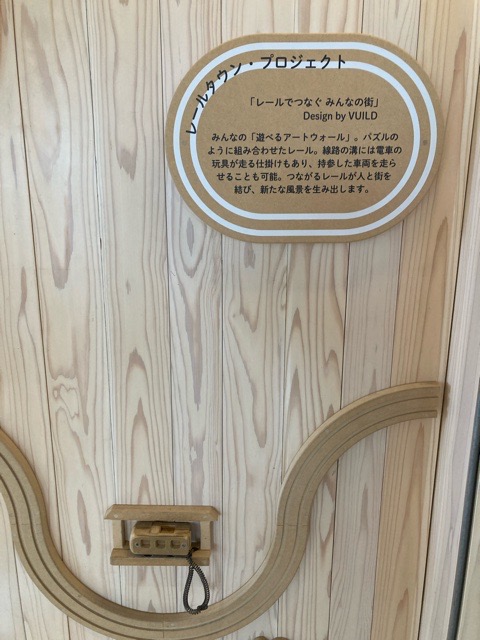 レールタウン・プロジェクト
「レールでつなぐ みんなの街」
Design by VUILD
みんなの「遊べるアートウォール」。パズルの
ように組み合わせたレール。線路の溝には電車の
玩具が走る仕掛けもあり、持参した車両を走ら
せることも可能。つながるレールが人と街を
結び、新たな風景を生み出します。